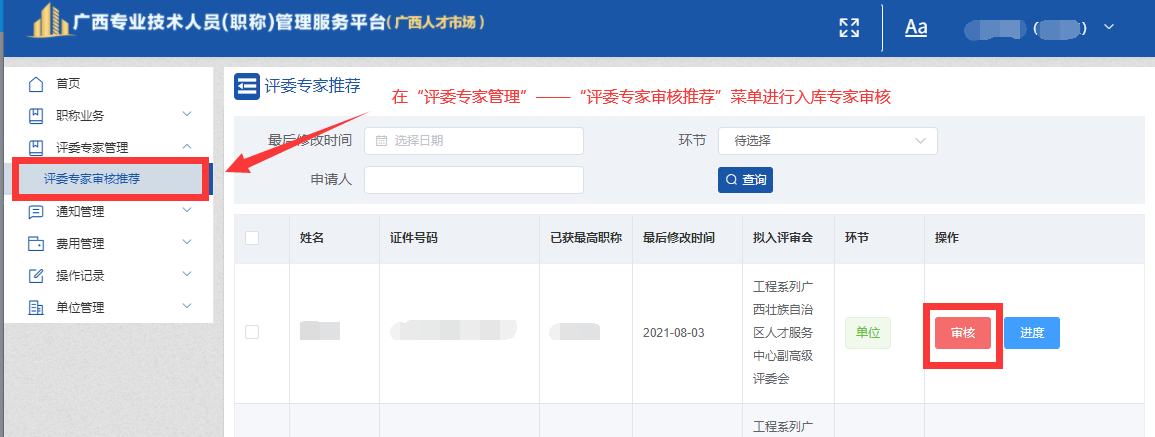 广西专业技术人员(职称)管理服务平台(广西人才市场)
Aa
( )
首页
职称业务
评委专家管理
评委专家审核推荐
通知管理
费用管理
操作记录
单位管理
评委专家推荐
在“评委专家管理”——“评委专家审核推荐”菜单进行入库专家审核
最后修改时间 选择日期 环节 待选择
申请人 查询
姓名 证件号码 已获最高职称 最后修改时间 拟入评审会 环节 操作
2021-08-03
工程系列广
西壮族自治
区人才服务
中心副高级
评委会
单位 审核 进度
工程系列广